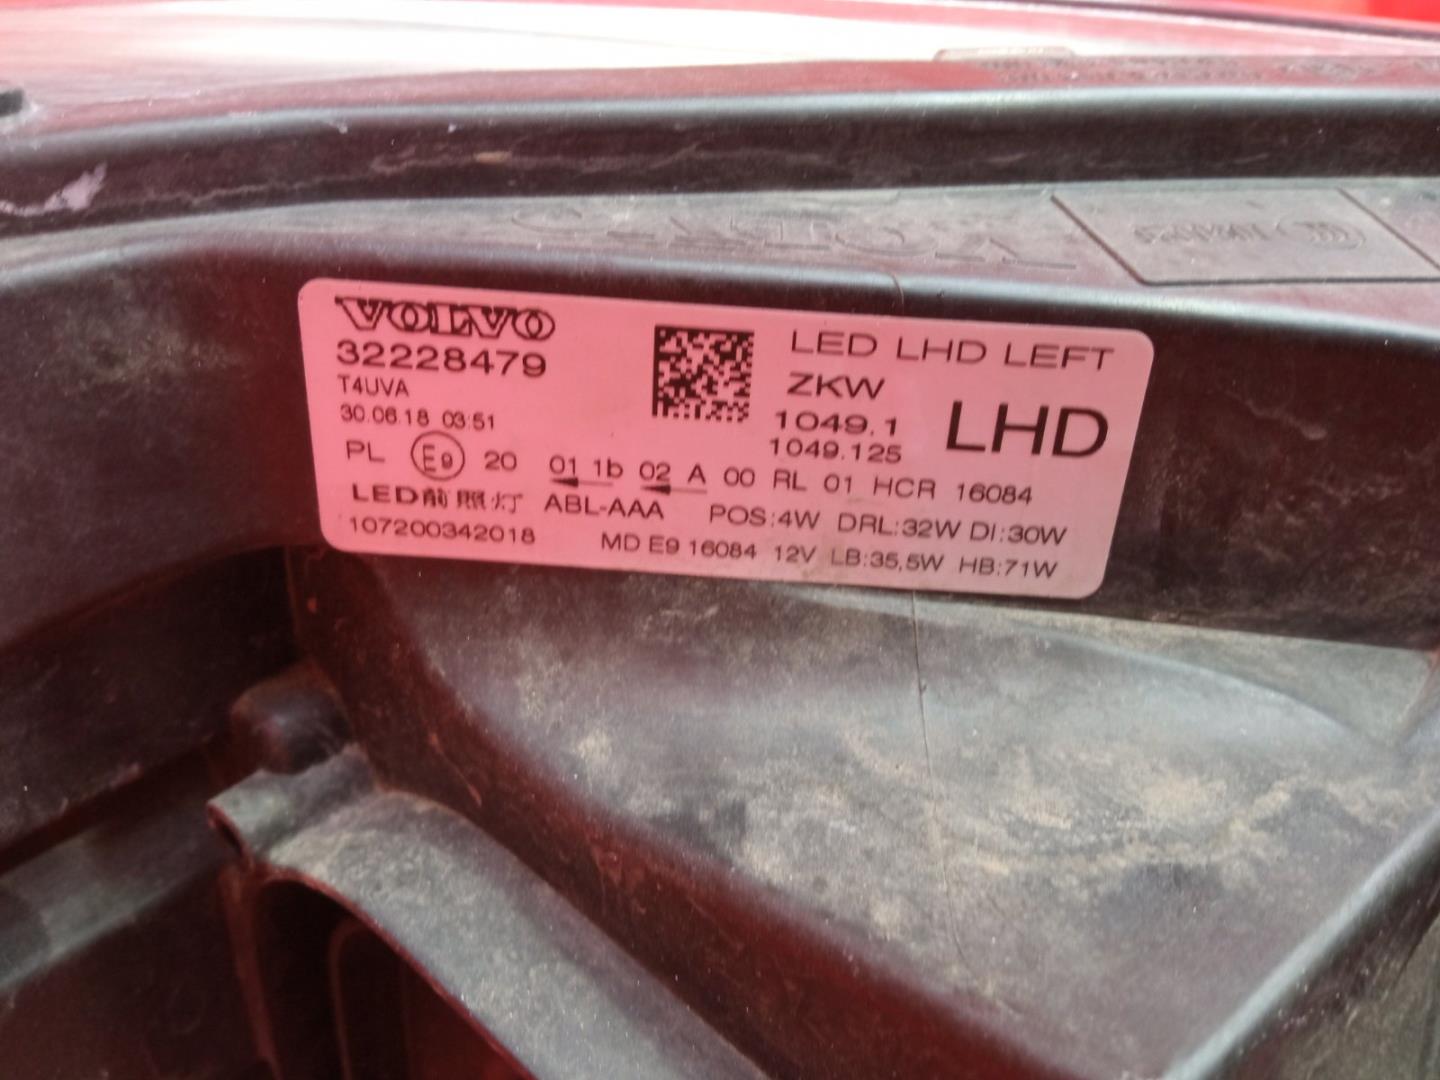 VOLVO
32228479
T4UVA
30.06.18 03:51
LED LHD LEFT
ZKW
1049.1
1049.125
LHD
PL E9 20 01 1b 02 A 00 RL 01 HCR 16084
LED前照灯 ABL-AAA POS:4W DRL:32W DI:30W
107200342018 MD E9 16084 12V LB:35,5W HB:71W